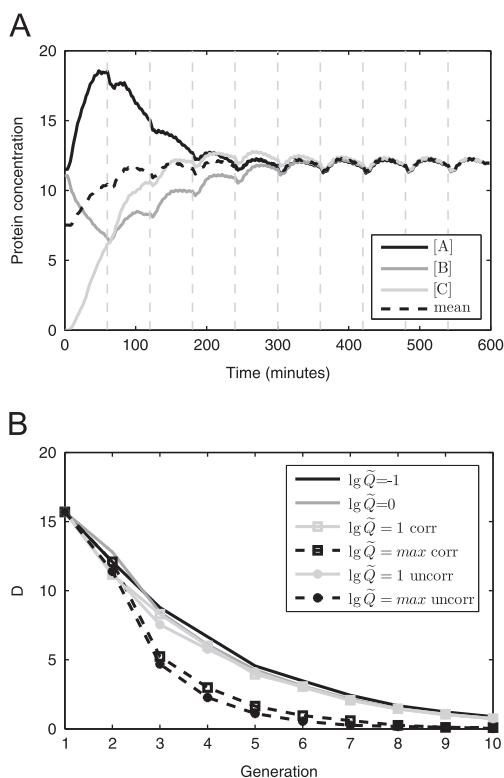 A
20
15
10
5
0
Protein concentration
[A]
[B]
[C]
mean
0 100 200 300 400 500 600
Time (minutes)
B
20
15
10
5
0
D
lg Q̃=-1
lg Q̃=0
lg Q̃ = 1 corr
lg Q̃ = max corr
lg Q̃ = 1 uncorr
lg Q̃ = max uncorr
1 2 3 4 5 6 7 8 9 10
Generation